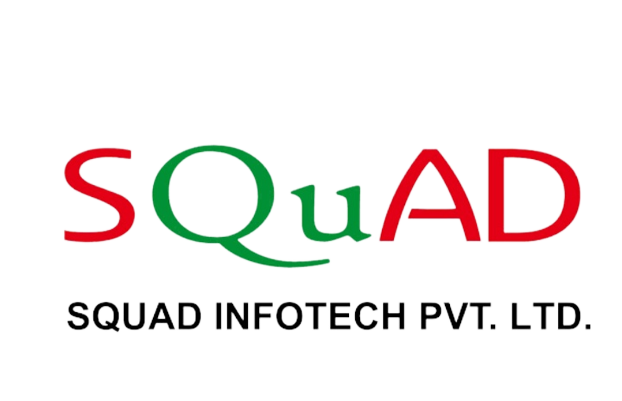 SQuAD
SQUAD INFOTECH PVT. LTD.